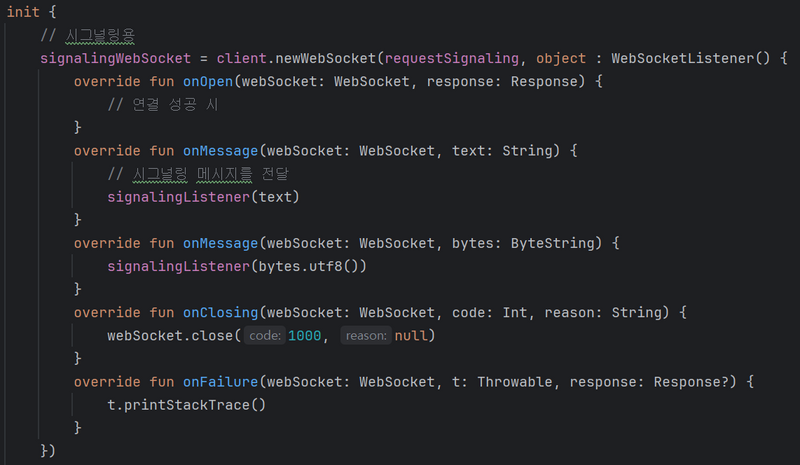 init {
// 시그널링용
signalingWebSocket = client.newWebSocket(requestSignaling, object : WebSocketListener() {
override fun onOpen(webSocket: WebSocket, response: Response) {
// 연결 성공 시
}
override fun onMessage(webSocket: WebSocket, text: String) {
// 시그널링 메시지를 전달
signalingListener(text)
}
override fun onMessage(webSocket: WebSocket, bytes: ByteString) {
signalingListener(bytes.utf8())
}
override fun onClosing(webSocket: WebSocket, code: Int, reason: String) {
webSocket.close( code: 1000, reason: null)
}
override fun onFailure(webSocket: WebSocket, t: Throwable, response: Response?) {
t.printStackTrace()
}
})